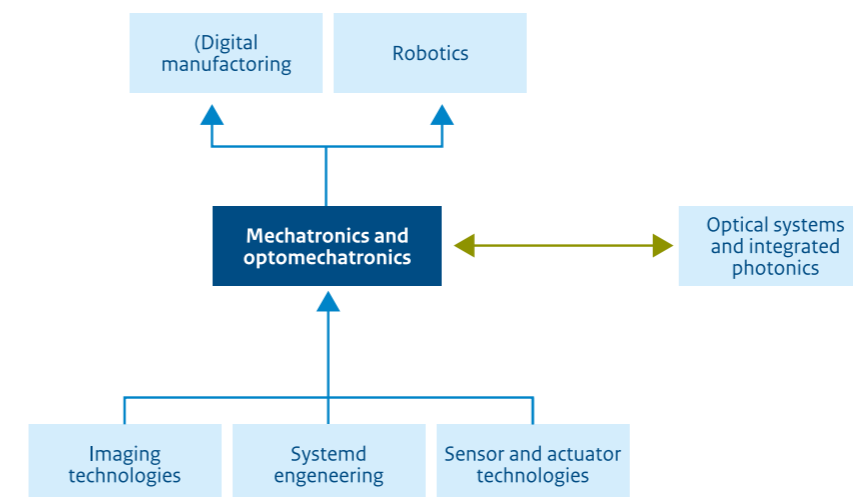 (Digital
manufactoring
Robotics
Mechatronics and
optomechatronics
Optical systems
and integrated
photonics
Imaging
technologies
Systemd
engeneering
Sensor and actuator
technologies